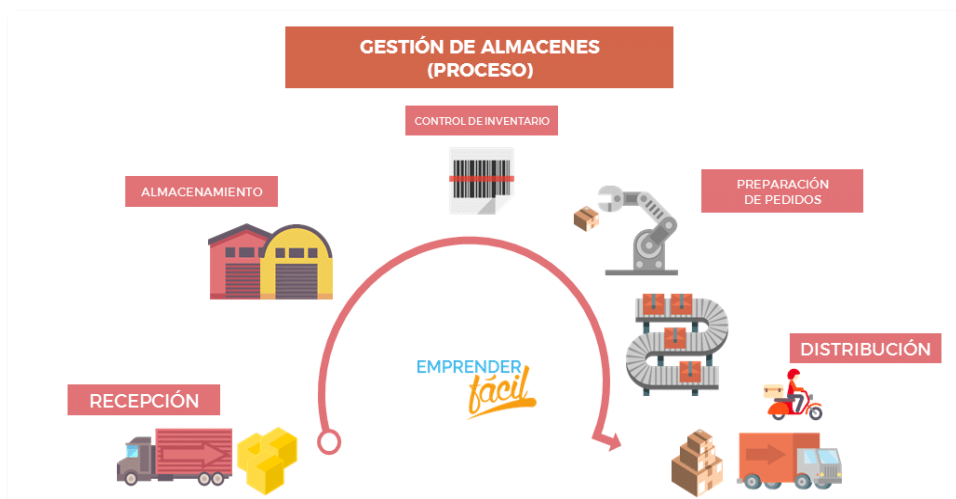 GESTIÓN DE ALMACENES
(PROCESO)
CONTROL DE INVENTARIO
ALMACENAMIENTO
PREPARACIÓN
DE PEDIDOS
DISTRIBUCIÓN
EMPRENDER
fácil
RECEPCIÓN